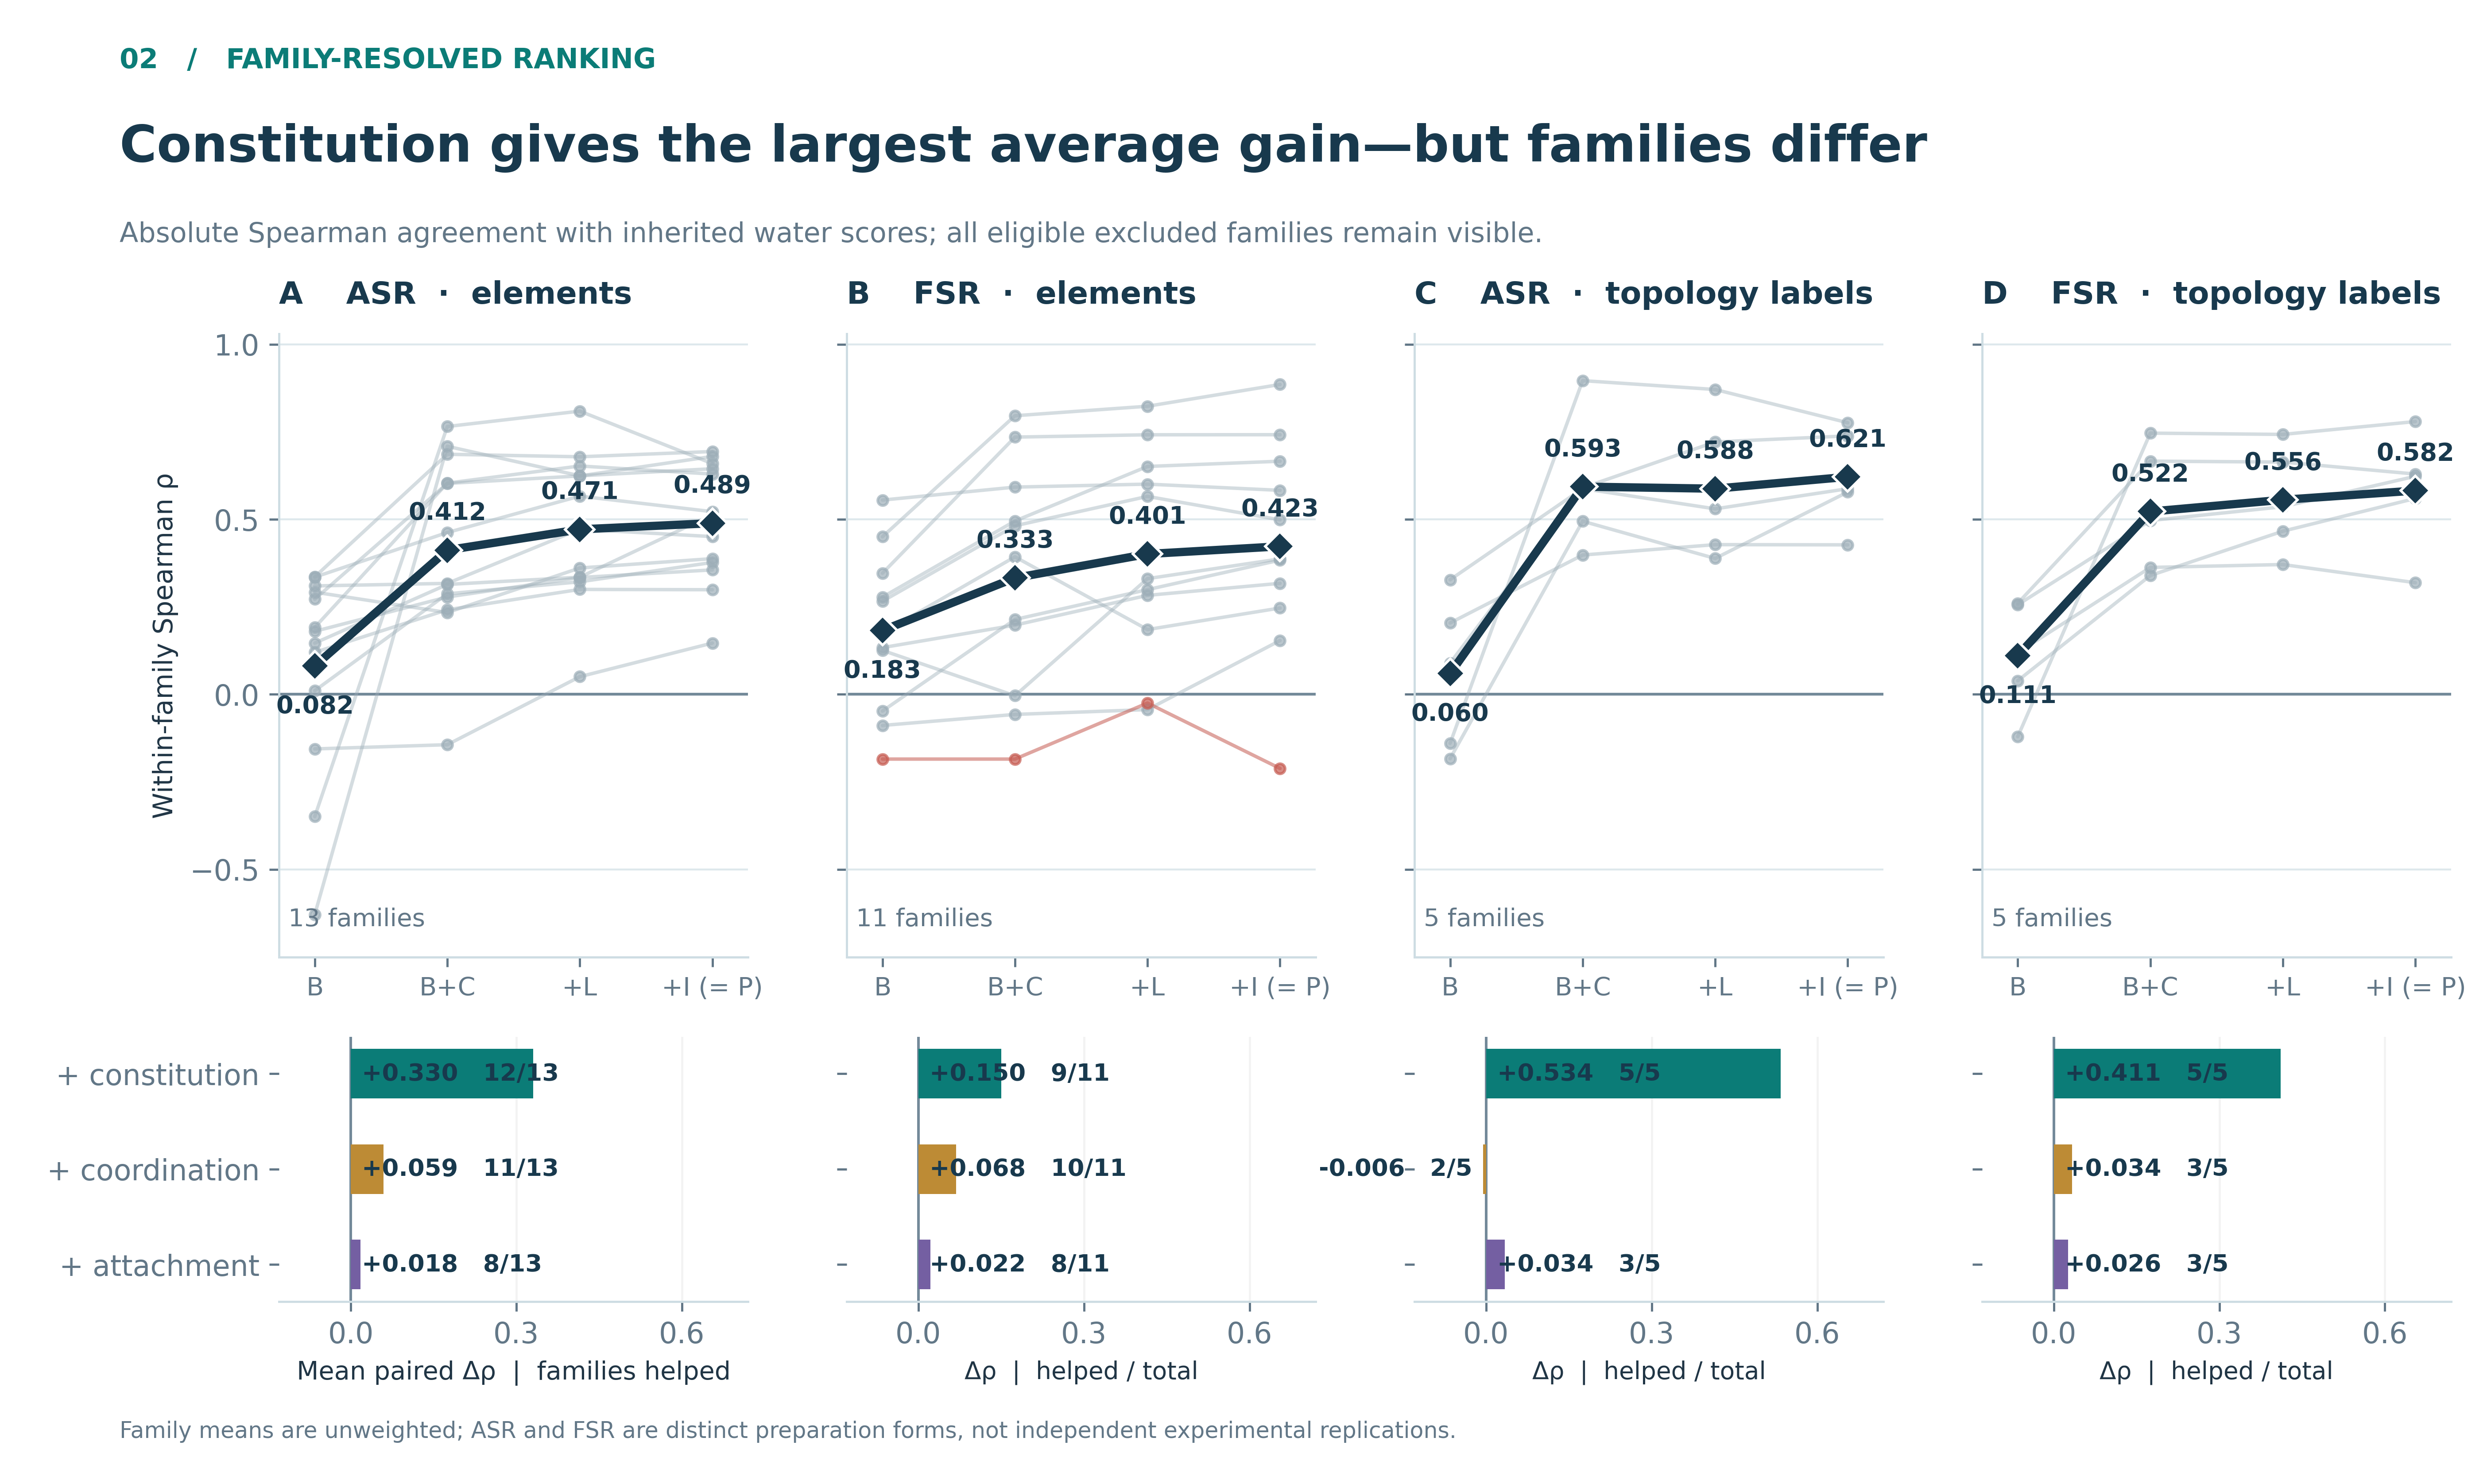 02 / FAMILY-RESOLVED RANKING
Constitution gives the largest average gain—but families differ
Absolute Spearman agreement with inherited water scores; all eligible excluded families remain visible.
A ASR · elements
B FSR · elements
C ASR · topology labels
D FSR · topology labels
Within-family Spearman ρ
1.0
0.5
0.0
−0.5
0.082
0.412
0.471
0.489
13 families
B
B+C
+L
+I (= P)
0.183
0.333
0.401
0.423
11 families
B
B+C
+L
+I (= P)
0.060
0.593
0.588
0.621
5 families
B
B+C
+L
+I (= P)
0.111
0.522
0.556
0.582
5 families
B
B+C
+L
+I (= P)
+ constitution
+ coordination
+ attachment
+0.330 12/13
+0.059 11/13
+0.018 8/13
0.0 0.3 0.6
Mean paired Δρ | families helped
+0.150 9/11
+0.068 10/11
+0.022 8/11
0.0 0.3 0.6
Δρ | helped / total
+0.534 5/5
-0.006 2/5
+0.034 3/5
0.0 0.3 0.6
Δρ | helped / total
+0.411 5/5
+0.034 3/5
+0.026 3/5
0.0 0.3 0.6
Δρ | helped / total
Family means are unweighted; ASR and FSR are distinct preparation forms, not independent experimental replications.